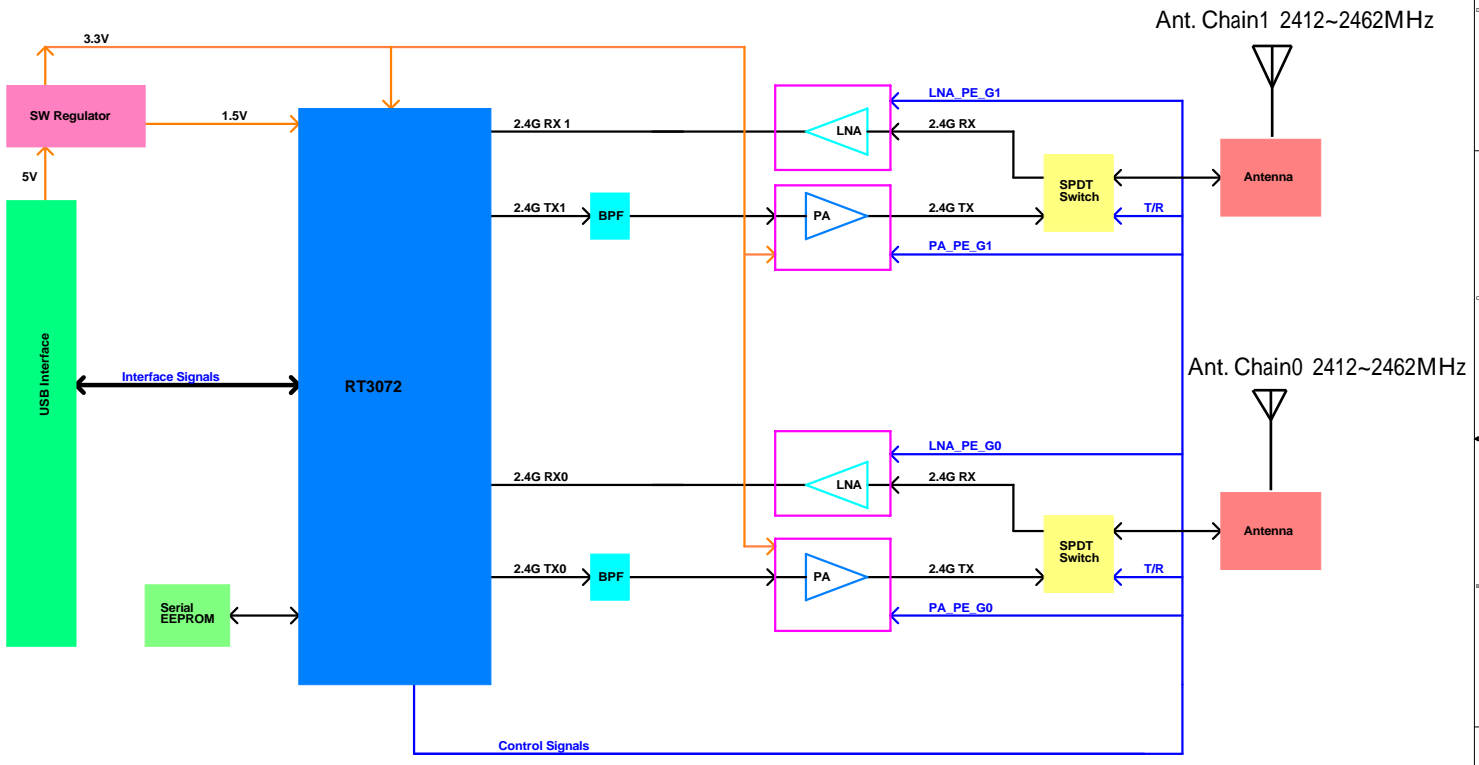 Ant. Chain1 2412~2462MHz
3.3V
SW Regulator
1.5V
5V
LNA_PE_G1
2.4G RX 1
LNA
2.4G RX
SPDT
Switch
Antenna
2.4G TX1
BPF
PA
2.4G TX
T/R
PA_PE_G1
USB Interface
Interface Signals
RT3072
Ant. Chain0 2412~2462MHz
LNA_PE_G0
2.4G RX0
LNA
2.4G RX
SPDT
Switch
Antenna
2.4G TX0
BPF
PA
2.4G TX
T/R
PA_PE_G0
Serial
EEPROM
Control Signals